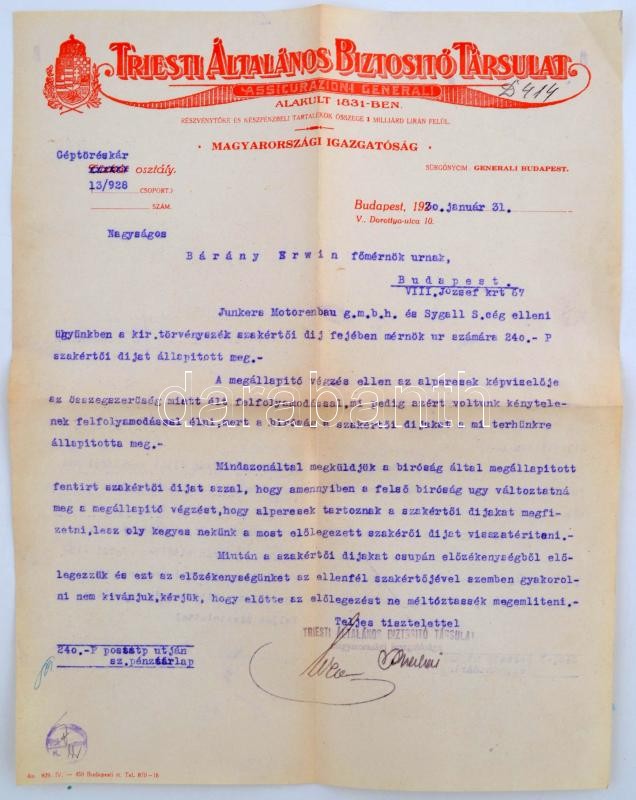 TRIESTI ÁLTALÁNOS BIZTOSITÓ TÁRSULAT
ASSICURAZIONI GENERALI
D 414
ALAKULT 1831-BEN.
RÉSZVÉNYTŐKE ÉS KÉSZPÉNZBELI TARTALÉKOK ÖSSZEGE 1 MILLIÁRD LIRÁN FELÜL.
· MAGYARORSZÁGI IGAZGATÓSÁG ·
Géptöréskár
osztály.
13/928 (CSOPORT.)
SZÁM.
SÜRGÖNYCIM: GENERALI BUDAPEST.
Budapest, 1930. január 31.
V., Dorottya-utca 10.
Nagyságos
Bárány Erwin főmérnök urnak,
Budapest.
VIII. József krt 67
Junkers Motorenbau g.m.b.h. és Sygall S.cég elleni
ügyünkben a kir.törvényszék szakértői dij fejében mérnök ur számára 240.- P
szakértői dijat állapitott meg.-
A megállapitó végzés ellen az alperesek képviselője
az összegszerüség miatt élt felfolyamodással,mi pedig azért voltunk kénytele-
nek felfolyamodással élni,mert a biróság a szakértői dijakat a mi terhünkre
állapitotta meg.-
Mindazonáltal megküldjük a biróság által megállapitott
fentirt szakértői dijat azzal, hogy amennyiben a felső biróság ugy változtatná
meg a megállapitó végzést,hogy alperesek tartoznak a szakértői dijakat megfi-
zetni,lesz oly kegyes nekünk a most előlegezett szakérői dijat visszatériteni.-
Miután a szakértői dijakat csupán előzékenységből elő-
legezzük és ezt az előzékenységünket az ellenfél szakértőjével szemben gyakorol-
ni nem kivánjuk,kérjük, hogy előtte az előlegezést ne méltóztassék megemliteni.-
Teljes tisztelettel
TRIESTI ÁLTALÁNOS BIZTOSITÓ TÁRSULAT
240.-P postatp utján
sz.pénztárlap
darabanth